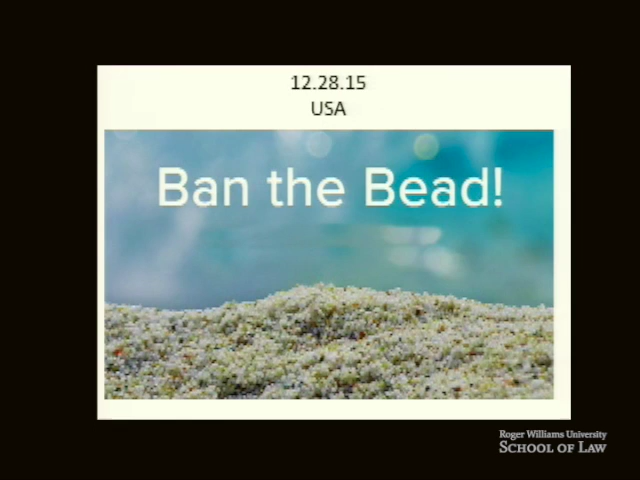 12.28.15
USA
Ban the Bead!
Roger Williams University
School of Law